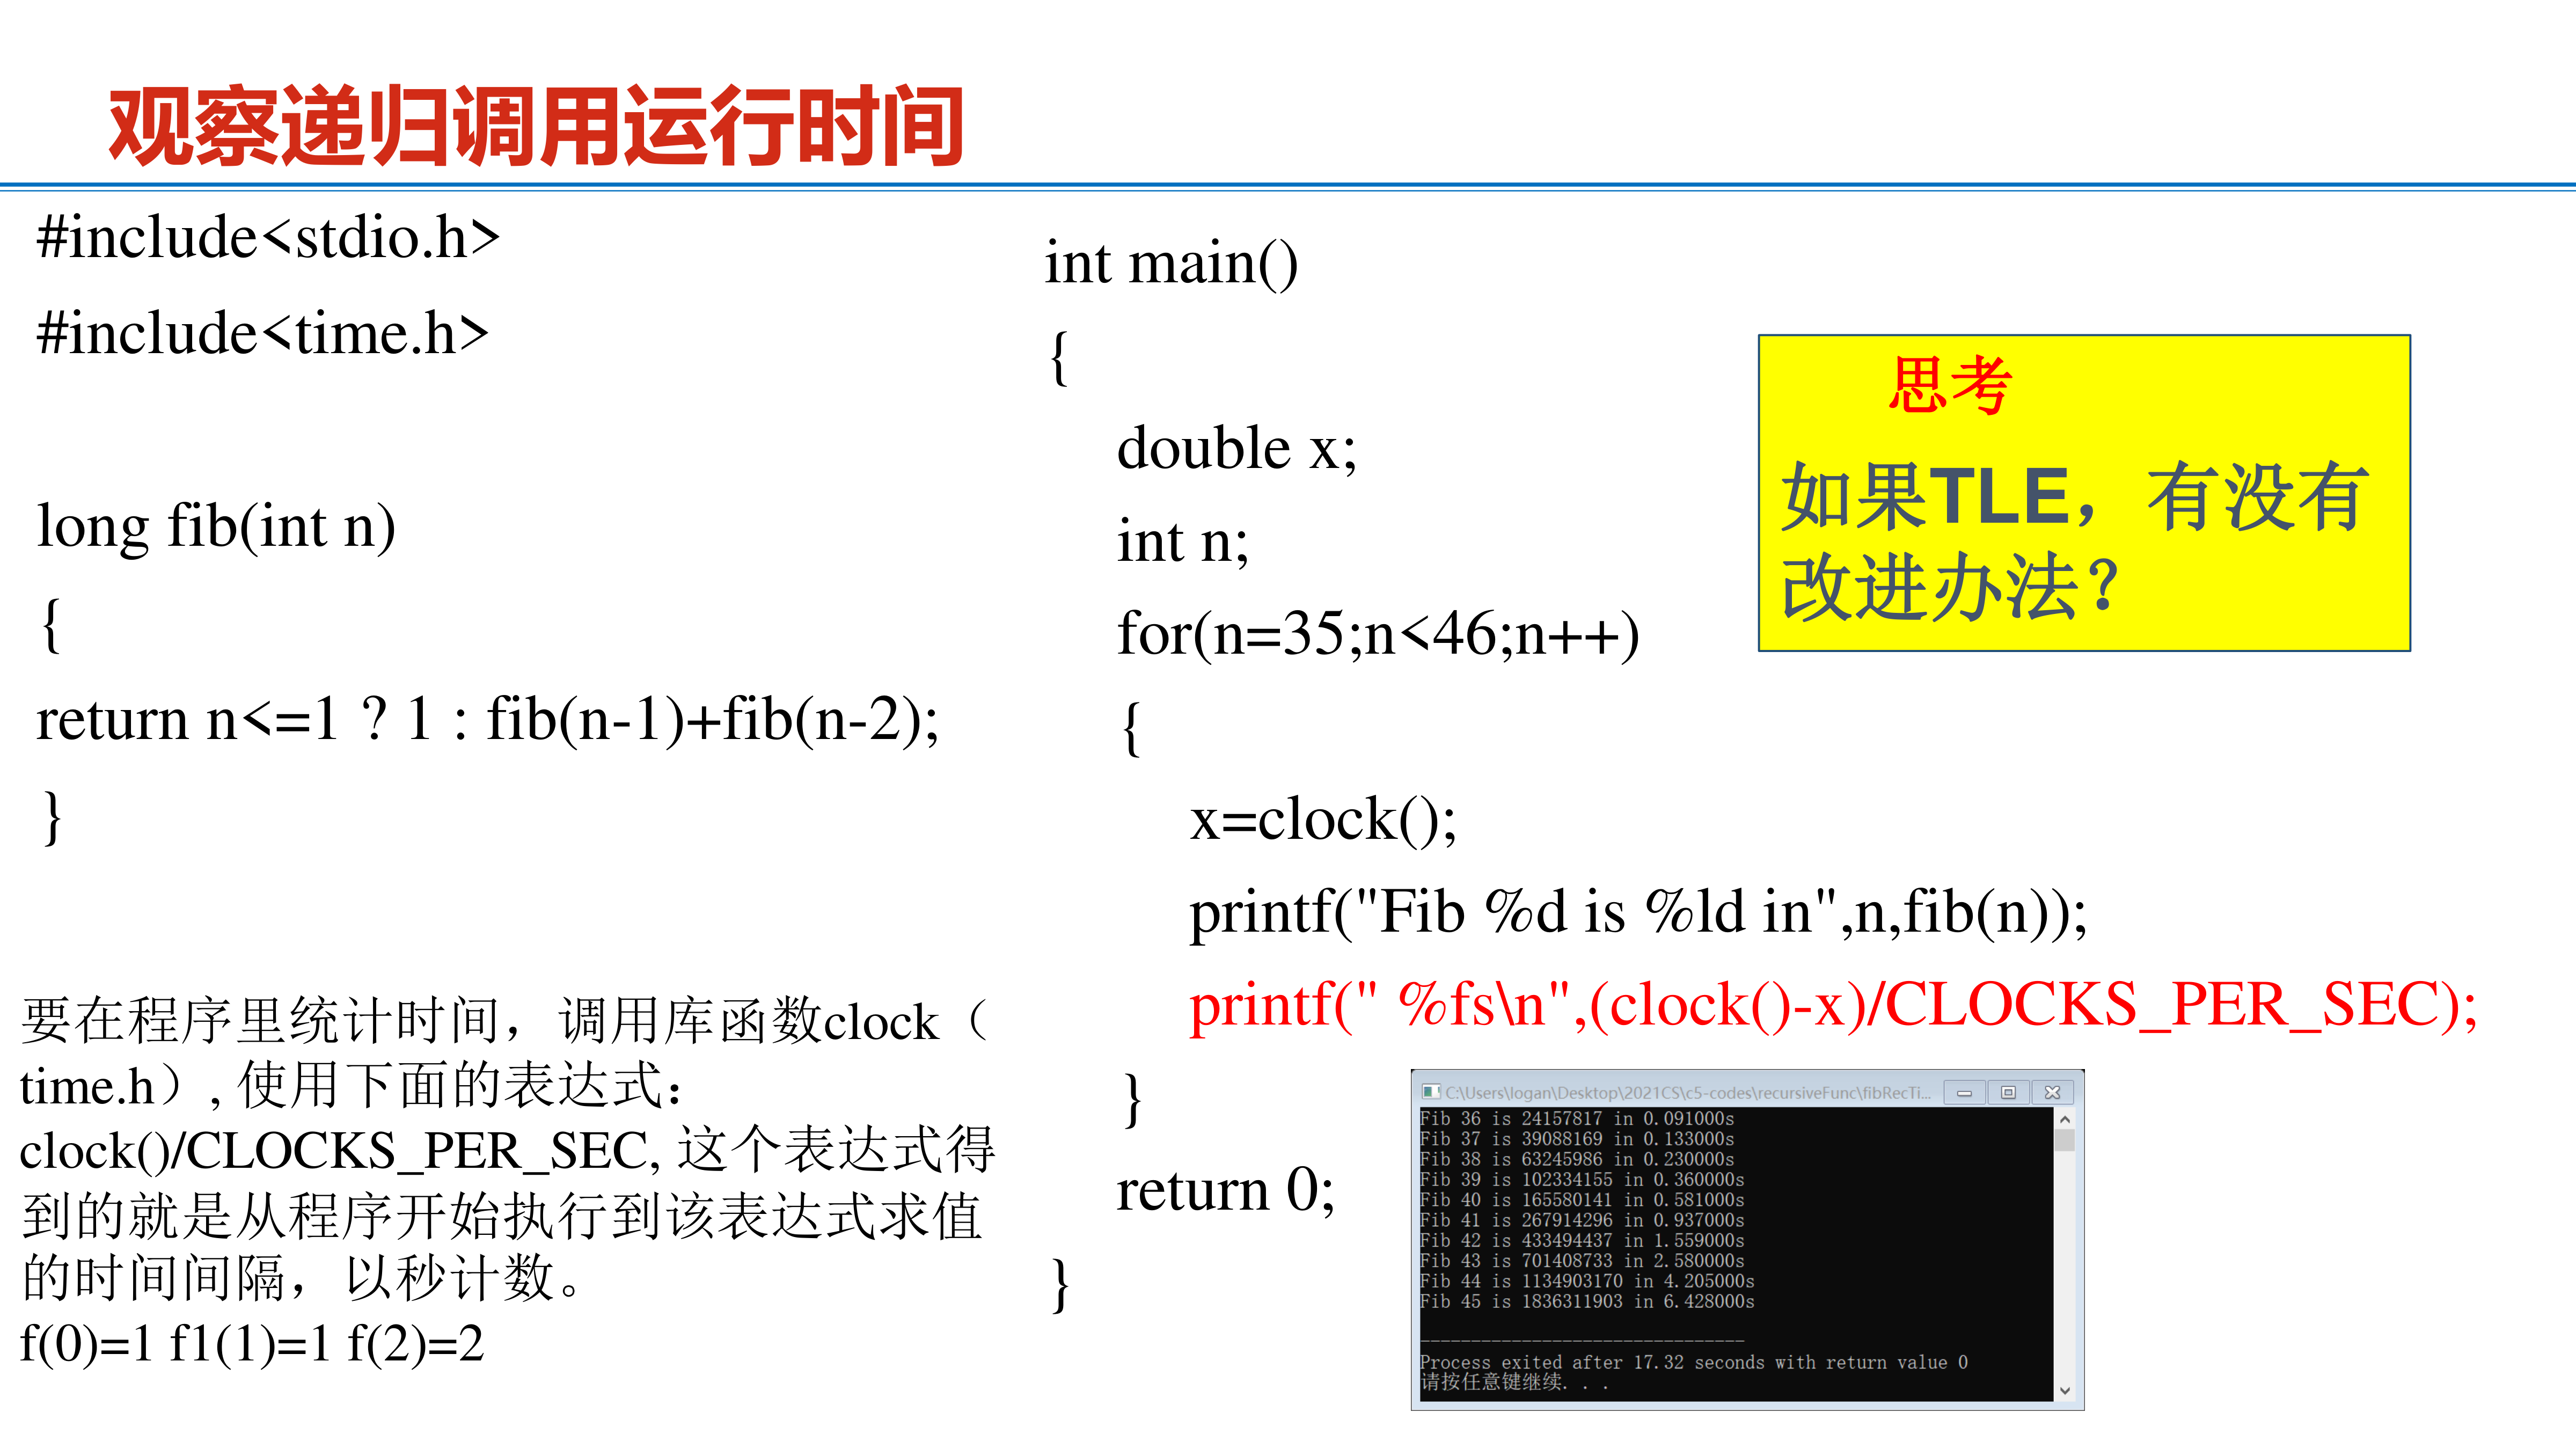 观察递归调用运行时间
#include<stdio.h>
#include<time.h>
long fib(int n)
{
return n<=1 ? 1 : fib(n-1)+fib(n-2);
}
要在程序里统计时间，调用库函数clock（
time.h）, 使用下面的表达式：
clock()/CLOCKS_PER_SEC, 这个表达式得
到的就是从程序开始执行到该表达式求值
的时间间隔，以秒计数。
f(0)=1 f1(1)=1 f(2)=2
int main()
{
double x;
int n;
for(n=35;n<46;n++)
{
x=clock();
printf("Fib %d is %ld in",n,fib(n));
printf(" %fs\n",(clock()-x)/CLOCKS_PER_SEC);
}
return 0;
}
思考
如果TLE，有没有
改进办法？
C:\Users\logan\Desktop\2021CS\c5-codes\recursiveFunc\fibRecTi...
Fib 36 is 24157817 in 0.091000s
Fib 37 is 39088169 in 0.133000s
Fib 38 is 63245986 in 0.230000s
Fib 39 is 102334155 in 0.360000s
Fib 40 is 165580141 in 0.581000s
Fib 41 is 267914296 in 0.937000s
Fib 42 is 433494437 in 1.559000s
Fib 43 is 701408733 in 2.580000s
Fib 44 is 1134903170 in 4.205000s
Fib 45 is 1836311903 in 6.428000s
--------------------------------
Process exited after 17.32 seconds with return value 0
请按任意键继续. . .